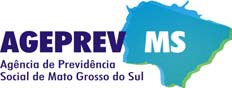 AGEPREV MS
Agência de Previdência
Social de Mato Grosso do Sul